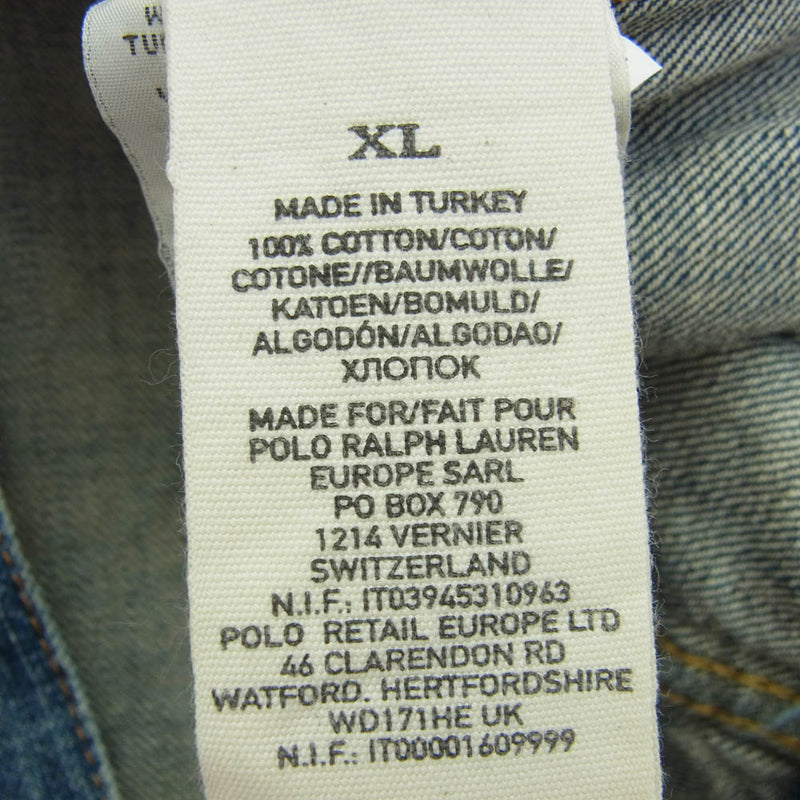 W
TU
XL
MADE IN TURKEY
100% COTTON/COTON/
COTONE//BAUMWOLLE/
KATOEN/BOMULD/
ALGODÓN/ALGODAO/
ХЛОПОК
MADE FOR/FAIT POUR
POLO RALPH LAUREN
EUROPE SARL
PO BOX 790
1214 VERNIER
SWITZERLAND
N.I.F.: IT03945310963
POLO RETAIL EUROPE LTD
46 CLARENDON RD
WATFORD. HERTFORDSHIRE
WD171HE UK
N.I.F.: IT00001609999